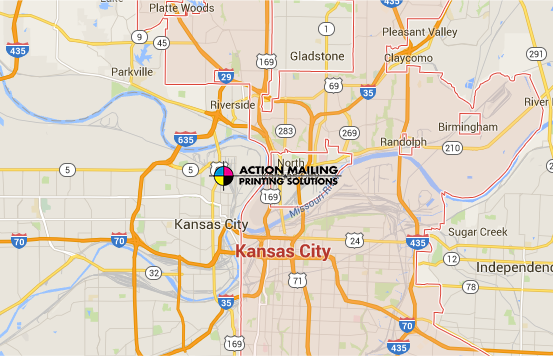 Platte Woods
435
Pleasant Valley
9
45
1
435
169
Gladstone
Claycomo
291
Parkville
29
69
35
River
Riverside
283
269
Birmingham
635
Randolph
210
5
5
North
ACTION MAILING
PRINTING SOLUTIONS
169
Missouri
Kansas City
Sugar Creek
70
70
24
435
Kansas City
12
Independenc
32
71
78
35
70
169
435